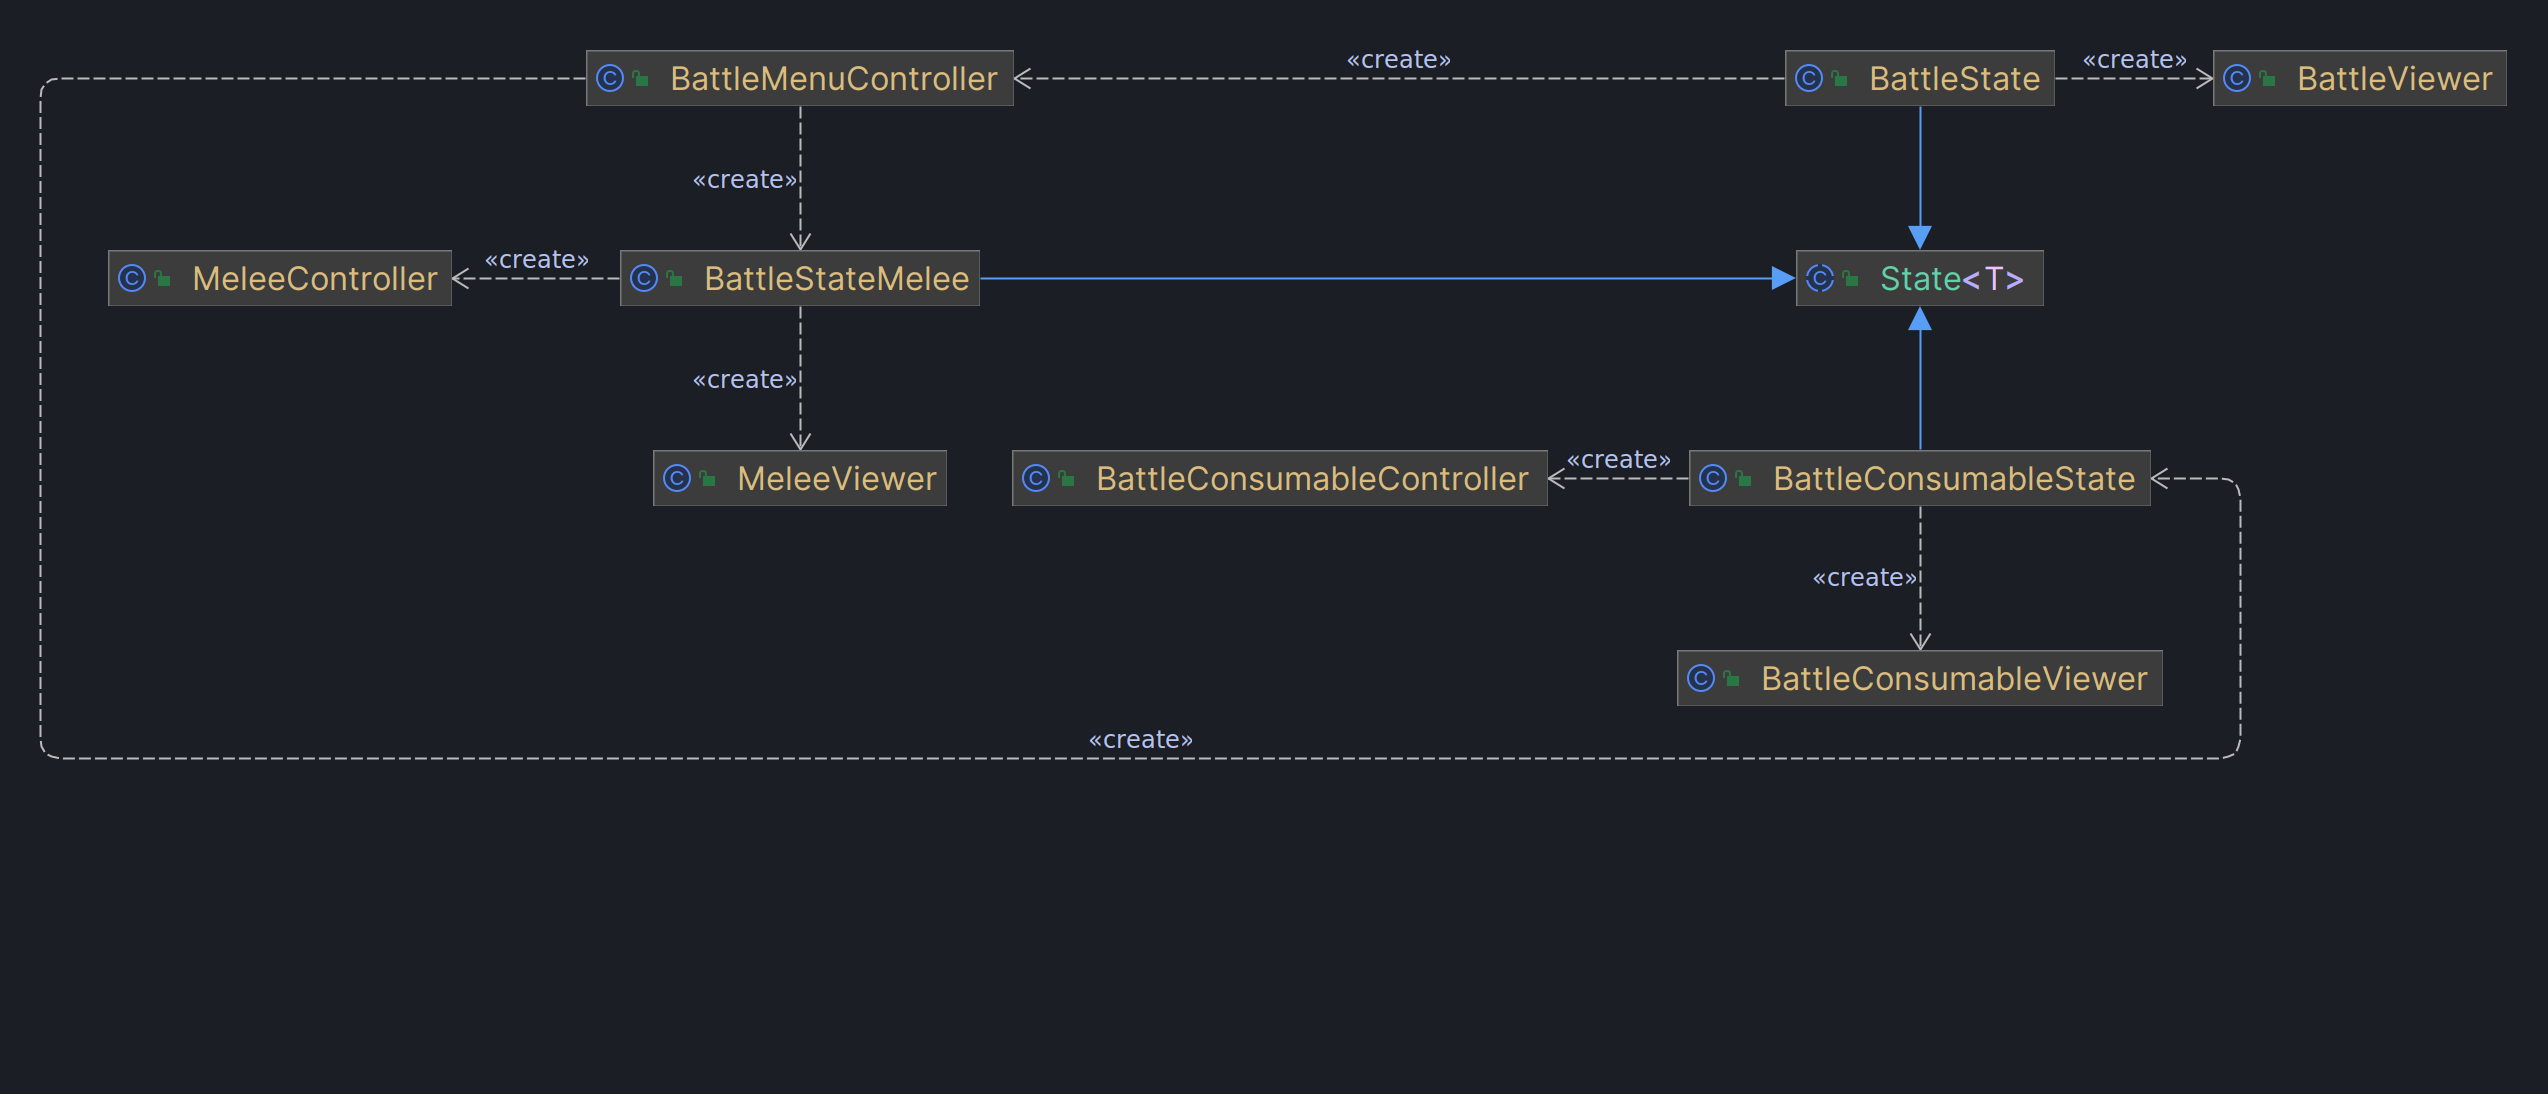 «create»
«create»
C BattleMenuController
C BattleState
C BattleViewer
«create»
«create»
C MeleeController
C BattleStateMelee
C State<T>
«create»
«create»
C MeleeViewer
C BattleConsumableController
C BattleConsumableState
«create»
C BattleConsumableViewer
«create»